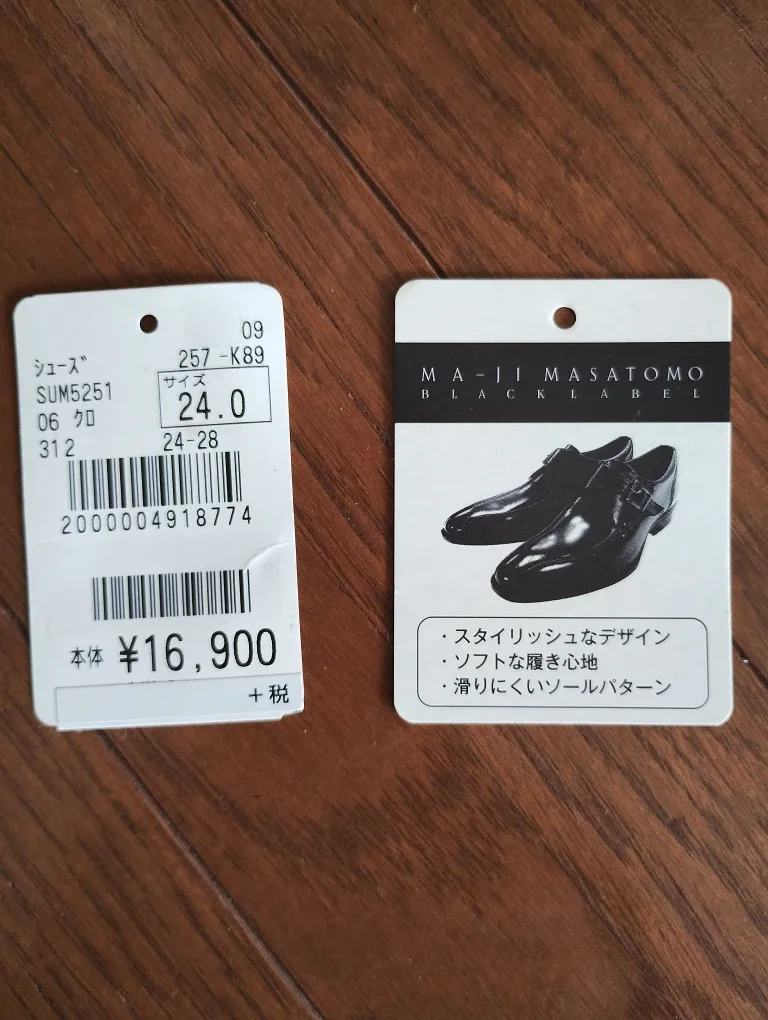 09
ｼｭｰｽﾞ 257-K89
SUM5251 サイズ
06 ｸﾛ 24.0
312 24-28
2000004918774
本体 ¥16,900
+税
MA-JI MASATOMO
BLACK LABEL
・スタイリッシュなデザイン
・ソフトな履き心地
・滑りにくいソールパターン